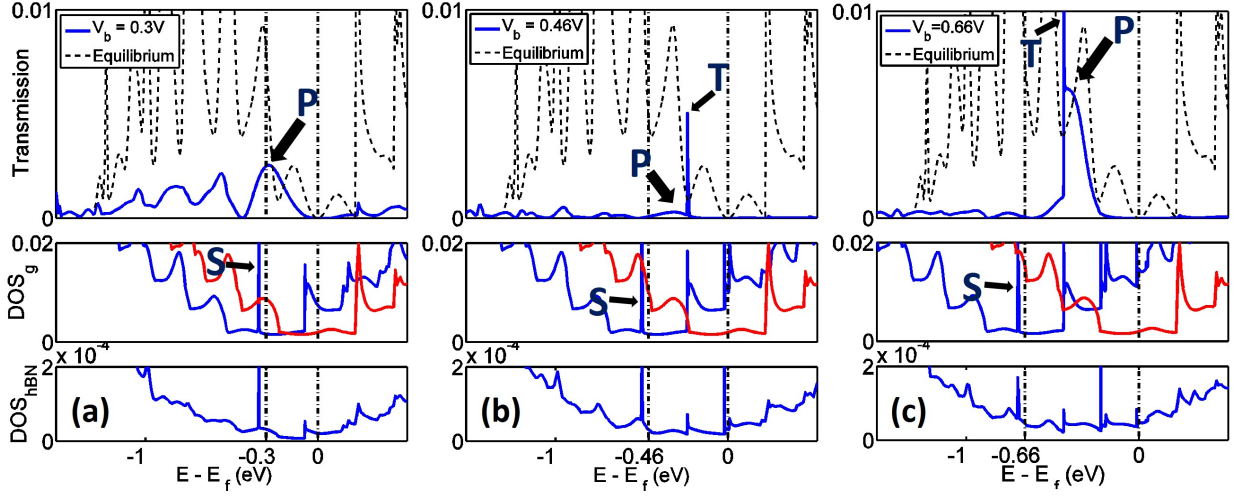 0.01
V_b = 0.3V
Equilibrium
P
Transmission
0
0.02
S
DOS_g
0
2 x 10^-4
DOS_hBN
(a)
0
-1
-0.3
0
E - E_f (eV)
0.01
V_b = 0.46V
Equilibrium
T
P
0
0.02
S
0
2 x 10^-4
(b)
0
-1
-0.46
0
E - E_f (eV)
0.01
V_b=0.66V
Equilibrium
T
P
0
0.02
S
0
2 x 10^-4
(c)
0
-1
-0.66
0
E - E_f (eV)